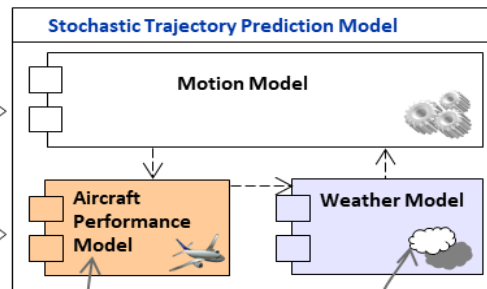 Stochastic Trajectory Prediction Model
Motion Model
Aircraft
Performance
Model
Weather Model